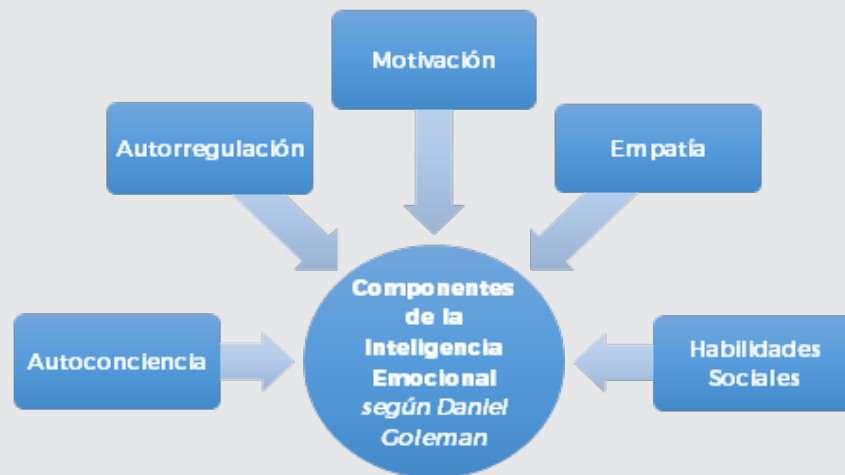 Motivación
Autorregulación
Empatía
Componentes
de la
Inteligencia
Emocional
según Daniel
Goleman
Autoconciencia
Habilidades
Sociales